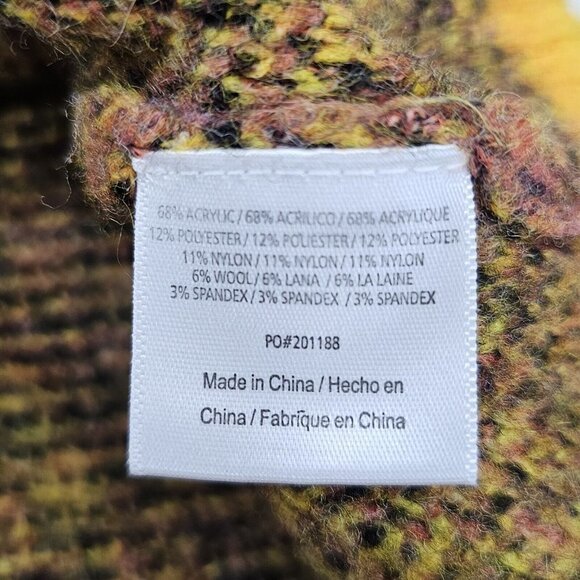 68% ACRYLIC / 68% ACRILICO / 68% ACRYLIQUE
12% POLYESTER / 12% POLIESTER / 12% POLYESTER
11% NYLON / 11% NYLON / 11% NYLON
6% WOOL / 6% LANA / 6% LA LAINE
3% SPANDEX / 3% SPANDEX / 3% SPANDEX
PO#201188
Made in China / Hecho en
China / Fabrīque en China